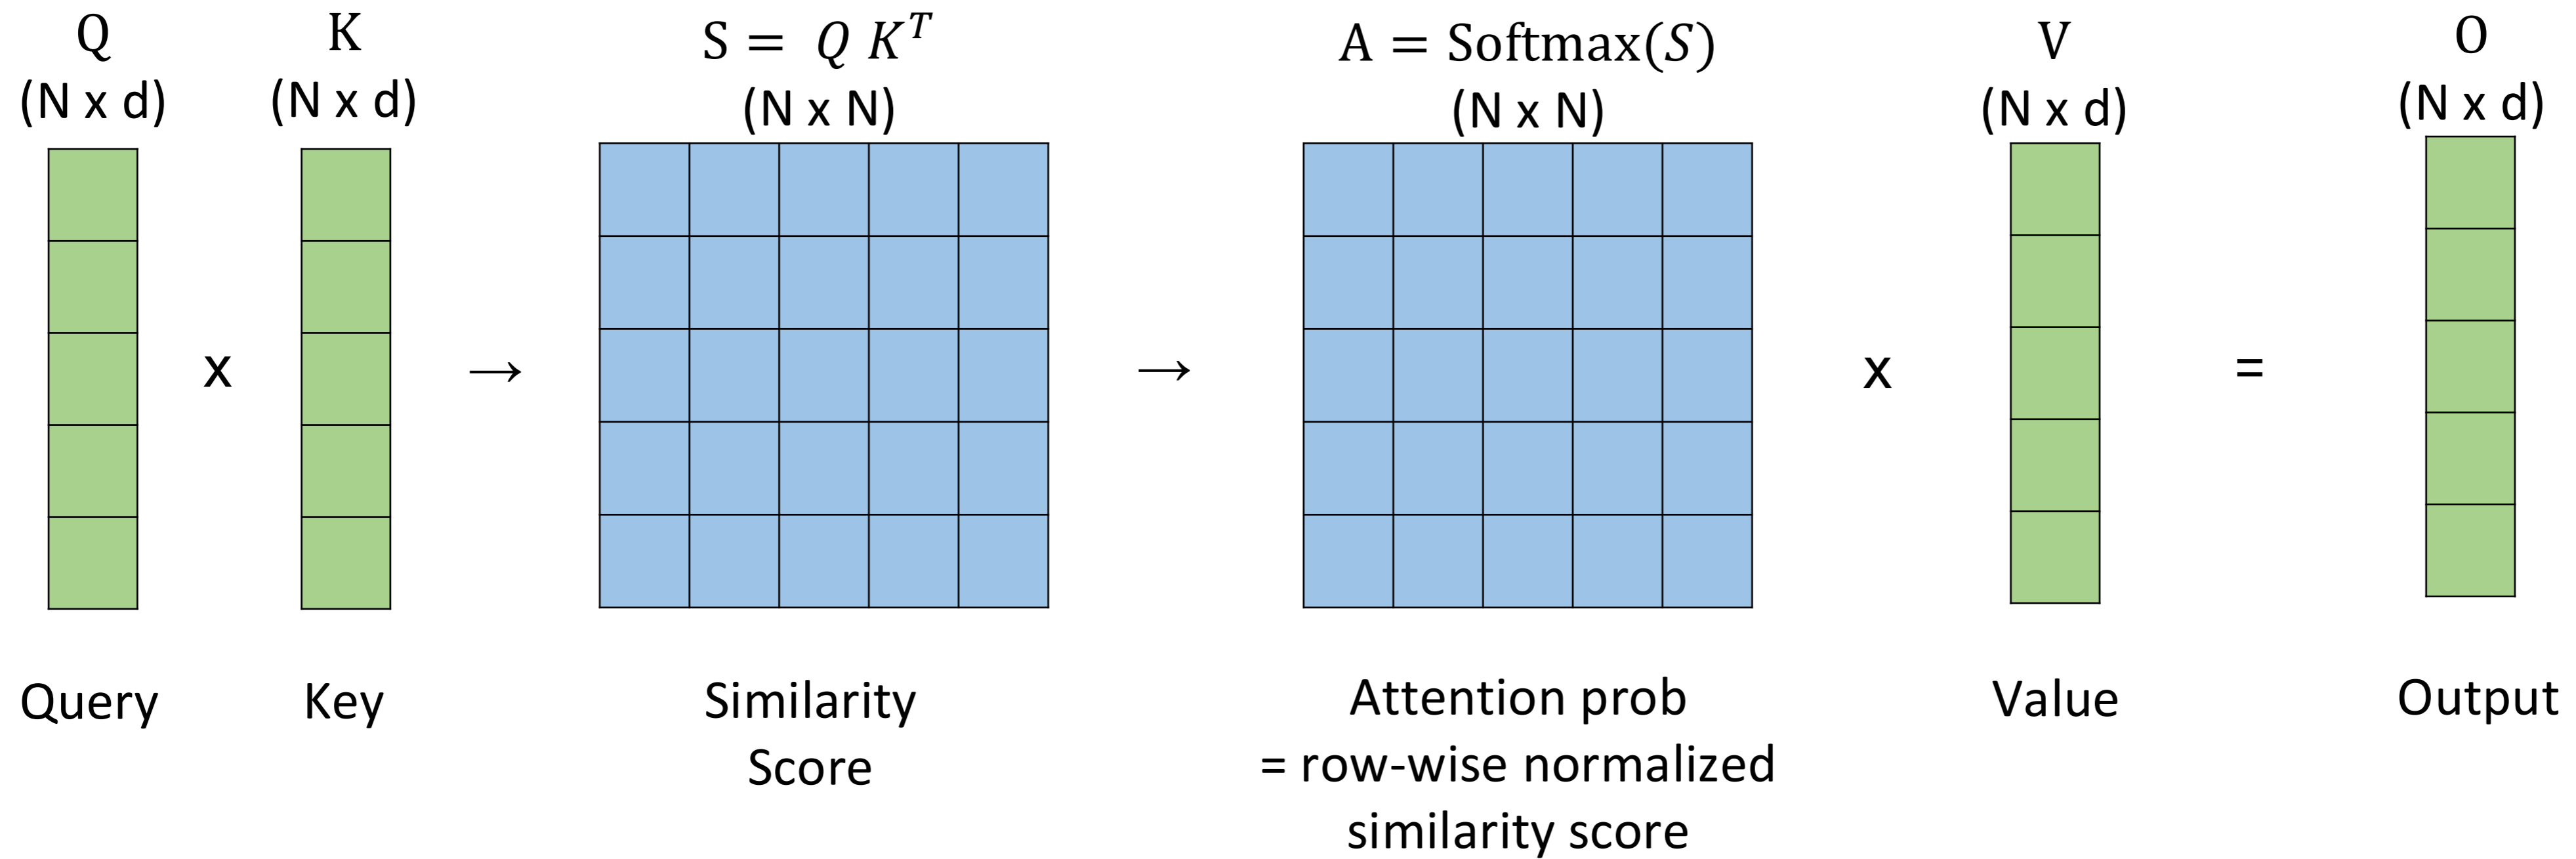 Q
(N x d)
K
(N x d)
S = Q K^T
(N x N)
A = Softmax(S)
(N x N)
V
(N x d)
O
(N x d)
x
→
→
x
=
Query
Key
Similarity
Score
Attention prob
= row-wise normalized
similarity score
Value
Output